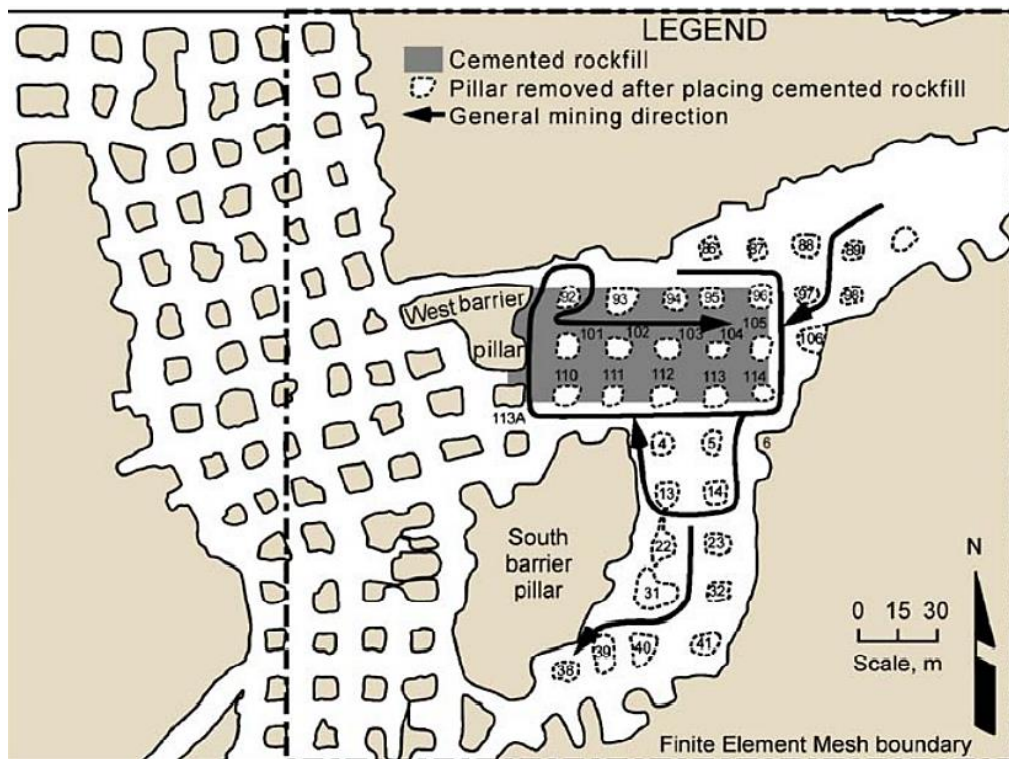 LEGEND
Cemented rockfill
Pillar removed after placing cemented rockfill
General mining direction
86 87 88 89
92 93 94 95 96 97 98
West barrier
pillar
101 102 103 104 105 106
110 111 112 113 114
113A
4 5 6
13 14
South
barrier
pillar
22 23
31 32
38 39 40 41
N
0 15 30
Scale, m
Finite Element Mesh boundary